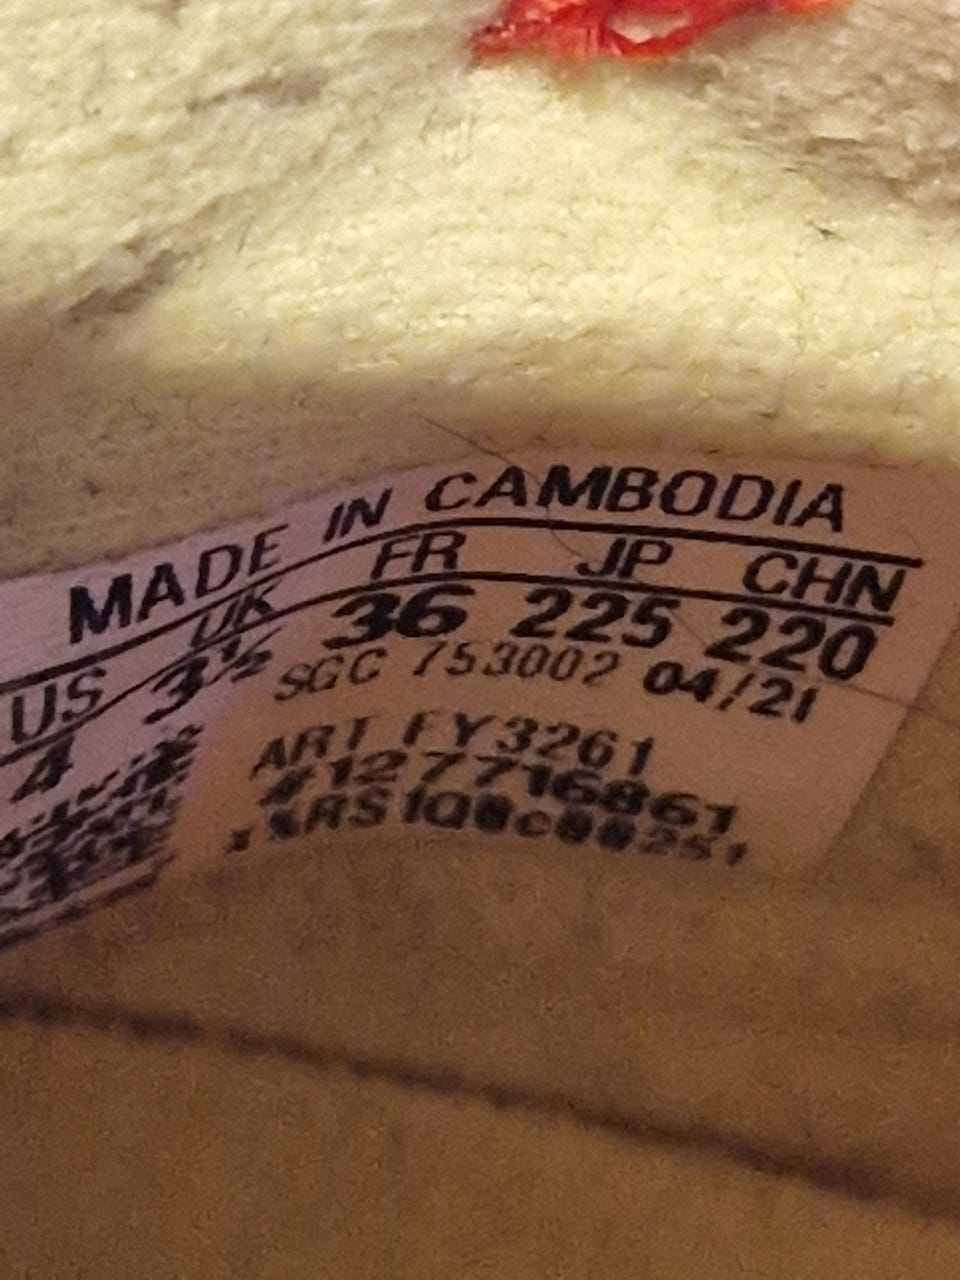 MADE IN CAMBODIA
US UK FR JP CHN
4 3½ 36 225 220
SGC 753002 04/21
ART FY3261
#1277716861